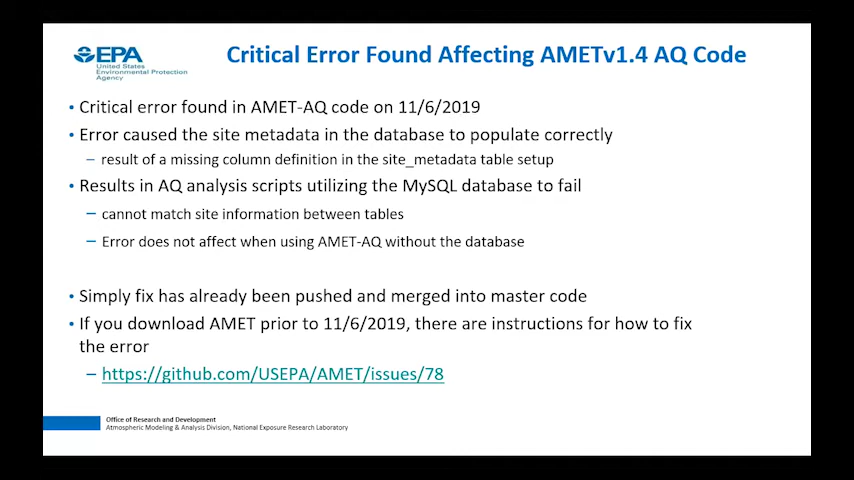 EPA
United States
Environmental Protection
Agency
Critical Error Found Affecting AMETv1.4 AQ Code
• Critical error found in AMET-AQ code on 11/6/2019
• Error caused the site metadata in the database to populate correctly
– result of a missing column definition in the site_metadata table setup
• Results in AQ analysis scripts utilizing the MySQL database to fail
– cannot match site information between tables
– Error does not affect when using AMET-AQ without the database
• Simply fix has already been pushed and merged into master code
• If you download AMET prior to 11/6/2019, there are instructions for how to fix
the error
– https://github.com/USEPA/AMET/issues/78
Office of Research and Development
Atmospheric Modeling & Analysis Division, National Exposure Research Laboratory